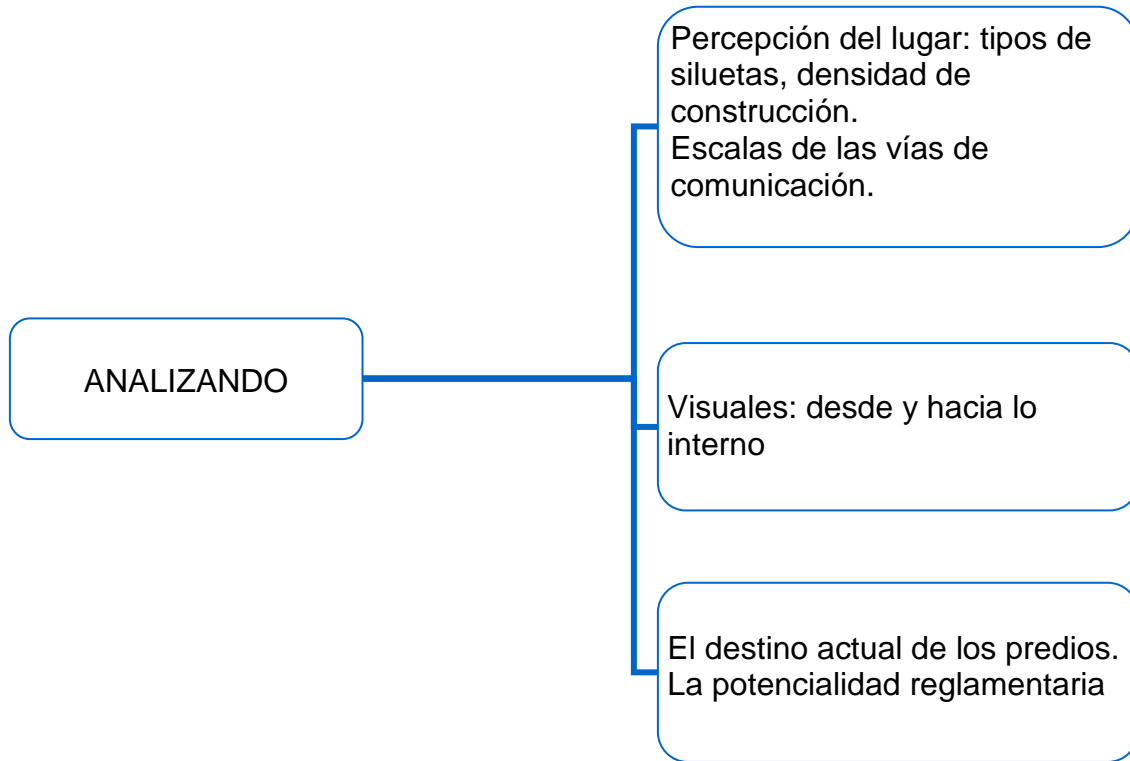 Percepción del lugar: tipos de
siluetas, densidad de
construcción.
Escalas de las vías de
comunicación.
ANALIZANDO
Visuales: desde y hacia lo
interno
El destino actual de los predios.
La potencialidad reglamentaria